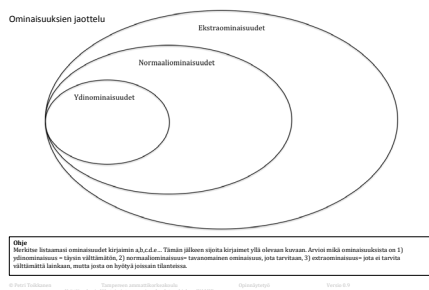 Ominaisuuksien jaottelu
Ekstraominaisuudet
Normaaliominaisuudet
Ydinominaisuudet
Ohje
Merkitse listaamasi ominaisuudet kirjaimin a,b,c,d,e... Tämän jälkeen sijoita kirjaimet yllä olevaan kuvaan. Arvioi mikä ominaisuuksista on 1)
ydinominaisuus = täysin välttämätön, 2) normaaliominaisuus= tavanomainen ominaisuus, jota tarvitaan, 3) extraominaisuus= jota ei tarvita
välttämättä lainkaan, mutta josta on hyötyä joissain tilanteissa.